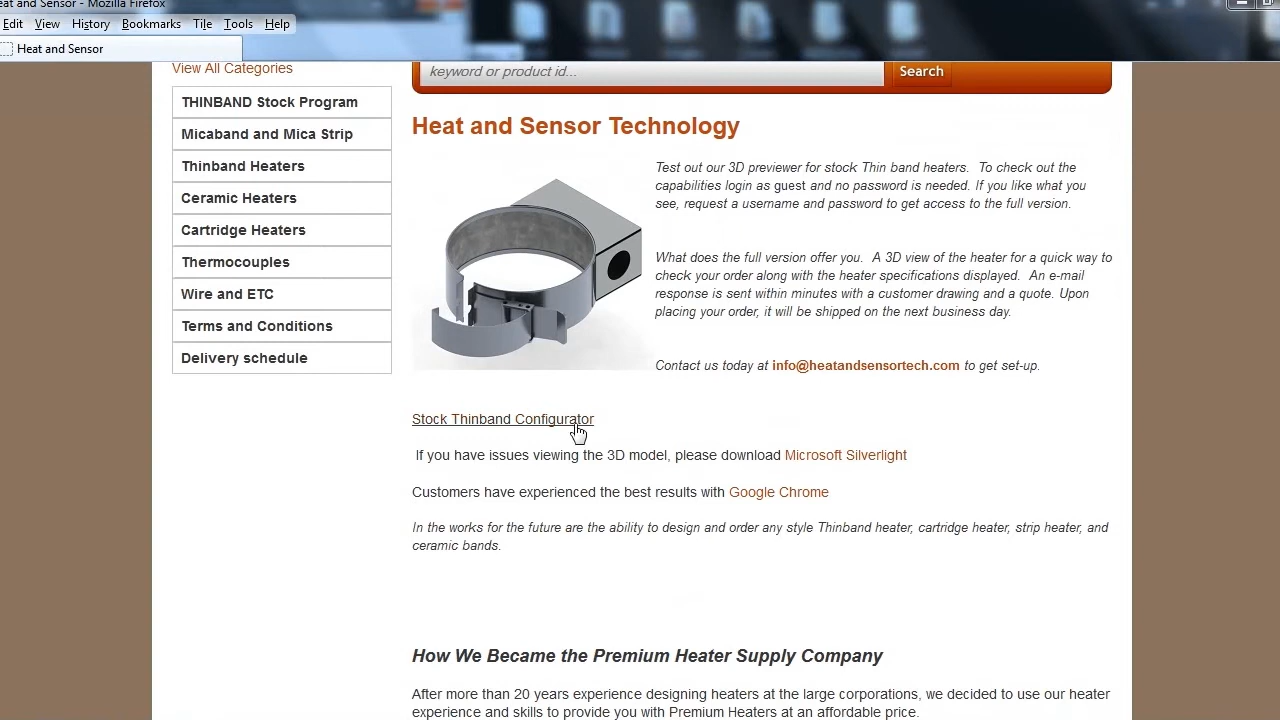 eat and Sensor - Mozilla Firefox
Edit View History Bookmarks Tile Tools Help
Heat and Sensor
View All Categories
THINBAND Stock Program
Micaband and Mica Strip
Thinband Heaters
Ceramic Heaters
Cartridge Heaters
Thermocouples
Wire and ETC
Terms and Conditions
Delivery schedule
keyword or product id... Search
Heat and Sensor Technology
Test out our 3D previewer for stock Thin band heaters. To check out the
capabilities login as guest and no password is needed. If you like what you
see, request a username and password to get access to the full version.
What does the full version offer you. A 3D view of the heater for a quick way to
check your order along with the heater specifications displayed. An e-mail
response is sent within minutes with a customer drawing and a quote. Upon
placing your order, it will be shipped on the next business day.
Contact us today at info@heatandsensortech.com to get set-up.
Stock Thinband Configurator
If you have issues viewing the 3D model, please download Microsoft Silverlight
Customers have experienced the best results with Google Chrome
In the works for the future are the ability to design and order any style Thinband heater, cartridge heater, strip heater, and
ceramic bands.
How We Became the Premium Heater Supply Company
After more than 20 years experience designing heaters at the large corporations, we decided to use our heater
experience and skills to provide you with Premium Heaters at an affordable price.